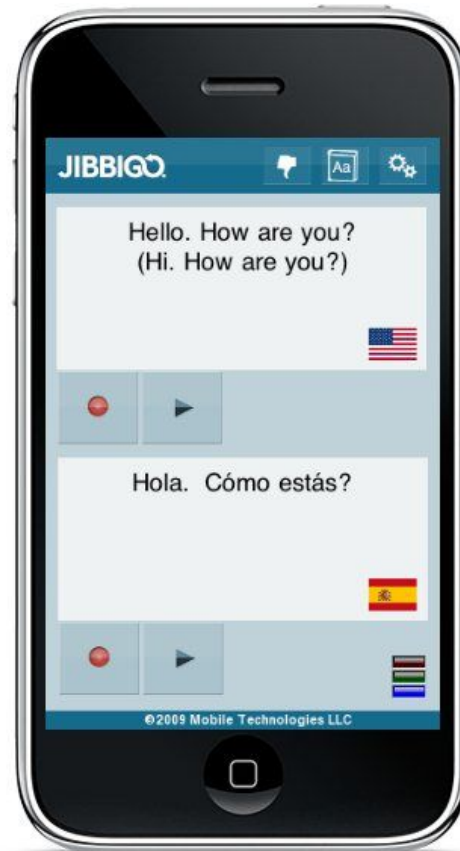 JIBBIGO
Aa
Hello. How are you?
(Hi. How are you?)
Hola. Cómo estás?
©2009 Mobile Technologies LLC